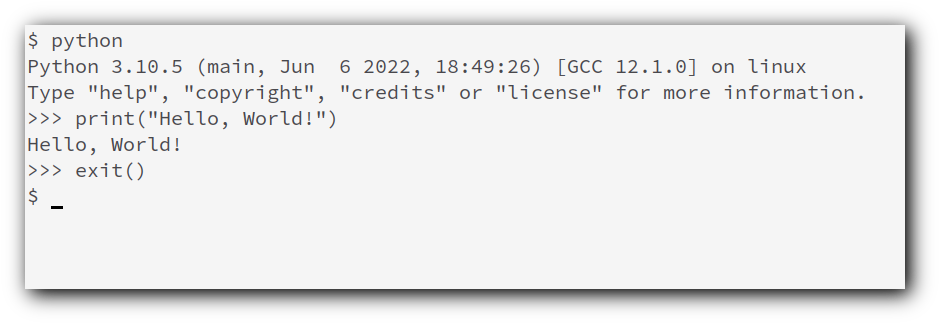 $ python
Python 3.10.5 (main, Jun  6 2022, 18:49:26) [GCC 12.1.0] on linux
Type "help", "copyright", "credits" or "license" for more information.
>>> print("Hello, World!")
Hello, World!
>>> exit()
$ _